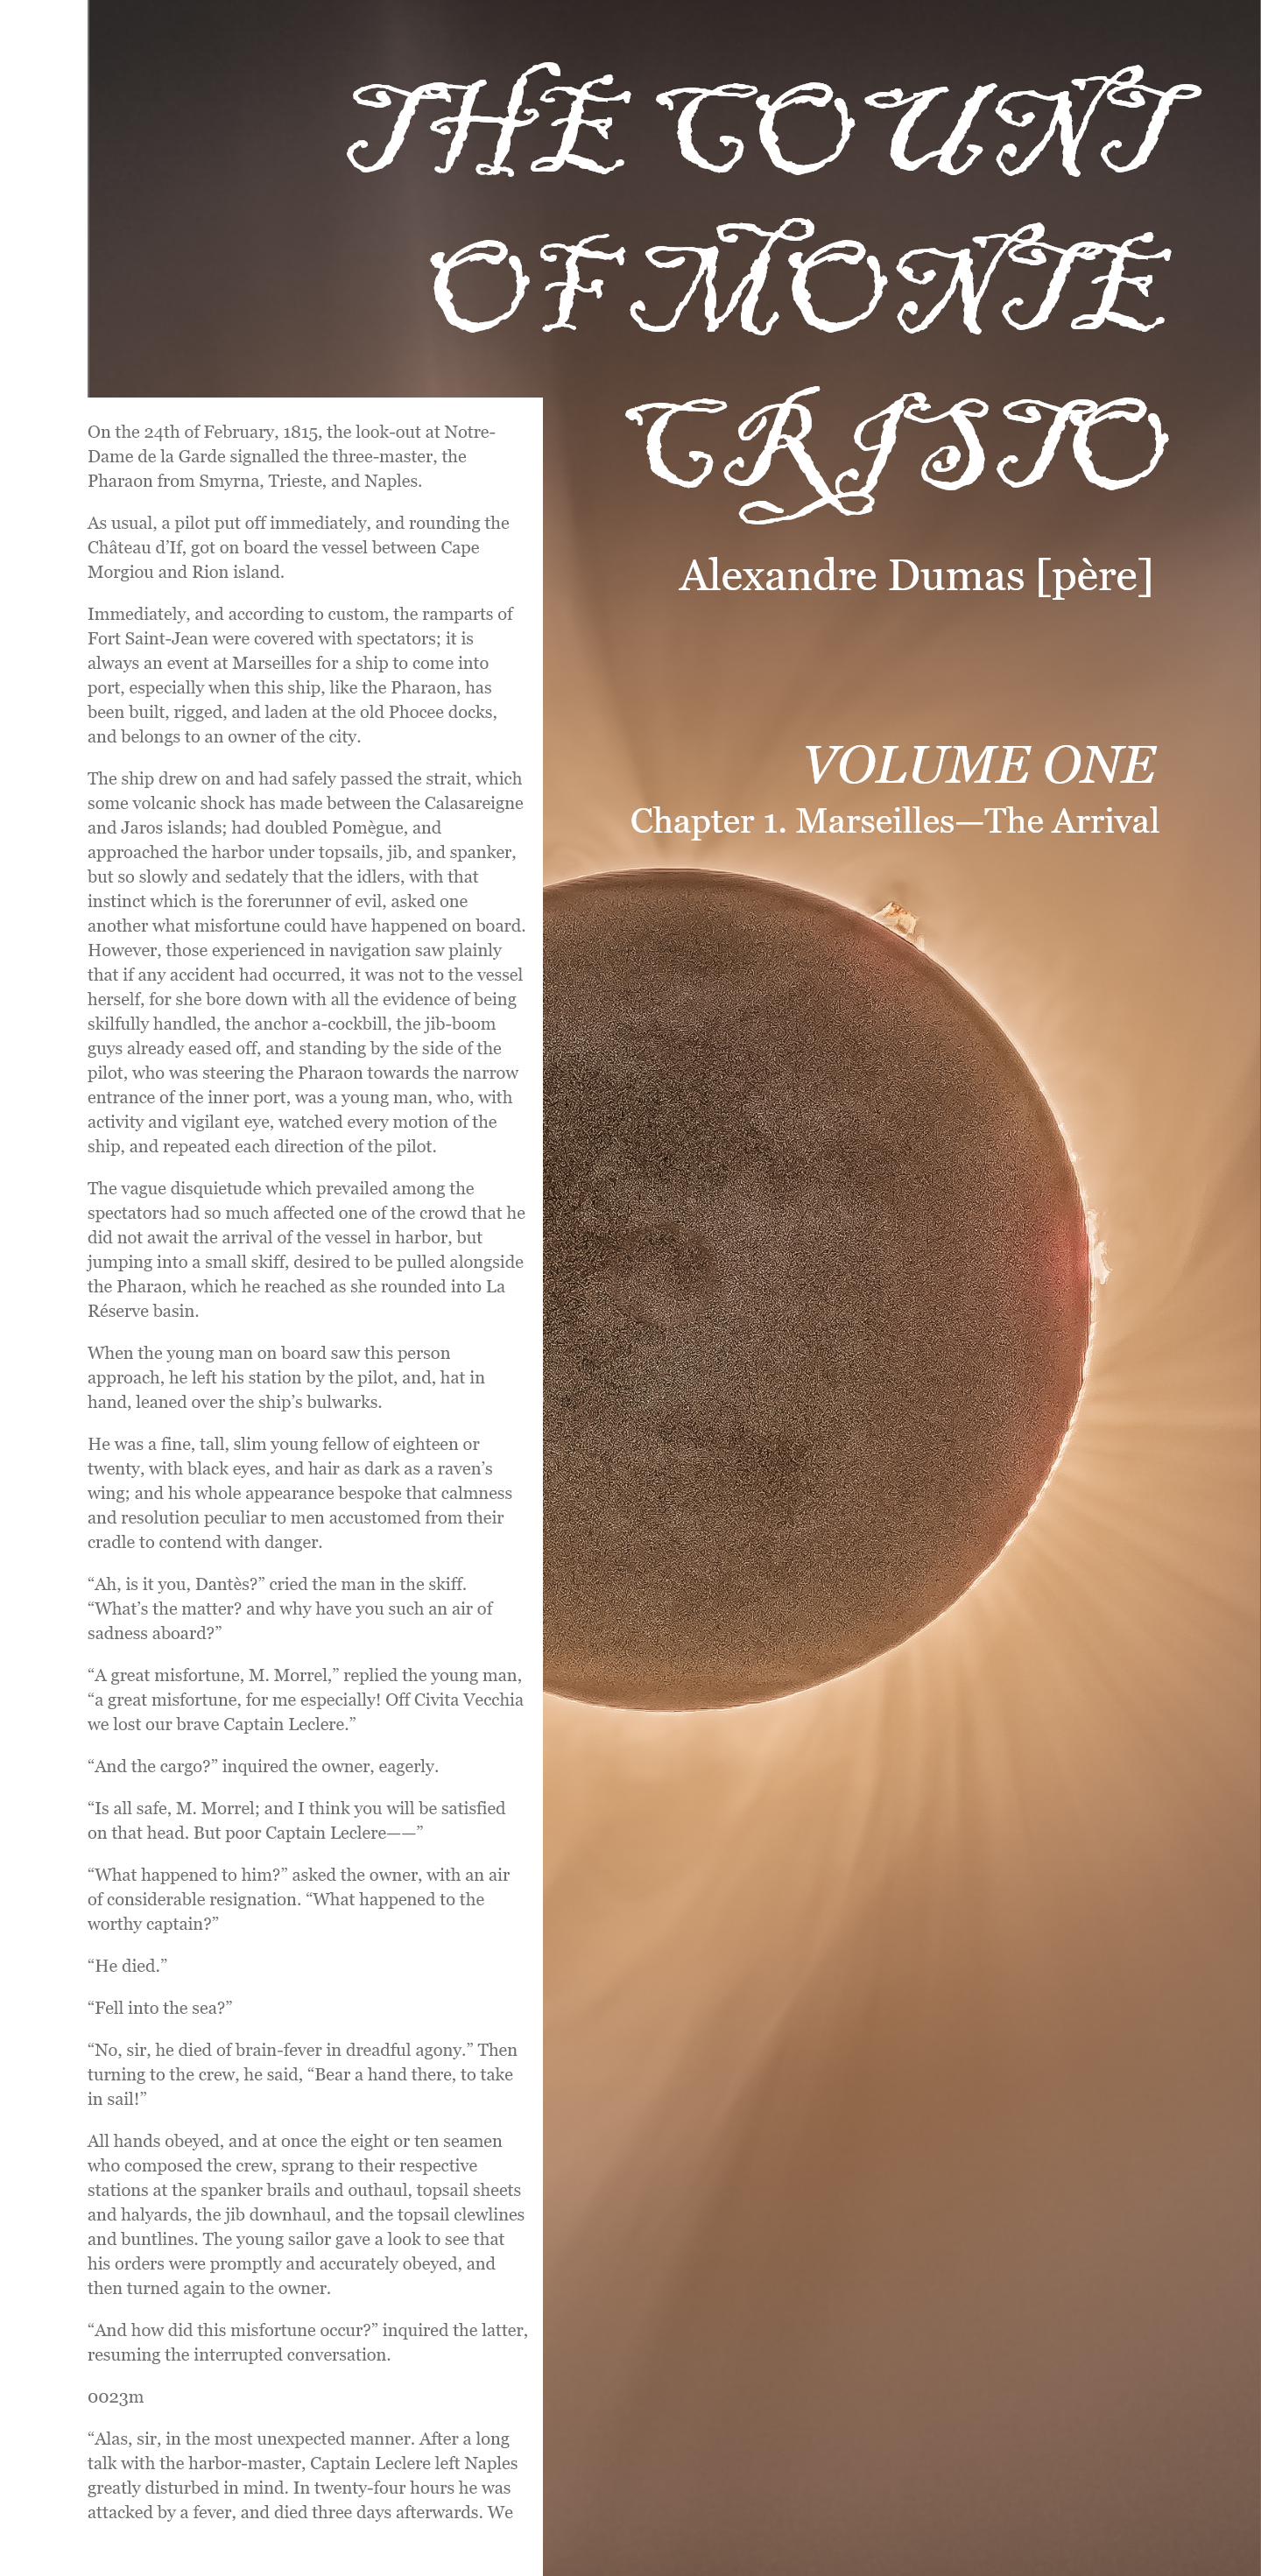 THE COUNT
OF MONTE
CRISTO
Alexandre Dumas [père]
VOLUME ONE
Chapter 1. Marseilles—The Arrival
On the 24th of February, 1815, the look-out at Notre-
Dame de la Garde signalled the three-master, the
Pharaon from Smyrna, Trieste, and Naples.
As usual, a pilot put off immediately, and rounding the
Château d’If, got on board the vessel between Cape
Morgiou and Rion island.
Immediately, and according to custom, the ramparts of
Fort Saint-Jean were covered with spectators; it is
always an event at Marseilles for a ship to come into
port, especially when this ship, like the Pharaon, has
been built, rigged, and laden at the old Phocee docks,
and belongs to an owner of the city.
The ship drew on and had safely passed the strait, which
some volcanic shock has made between the Calasareigne
and Jaros islands; had doubled Pomègue, and
approached the harbor under topsails, jib, and spanker,
but so slowly and sedately that the idlers, with that
instinct which is the forerunner of evil, asked one
another what misfortune could have happened on board.
However, those experienced in navigation saw plainly
that if any accident had occurred, it was not to the vessel
herself, for she bore down with all the evidence of being
skilfully handled, the anchor a-cockbill, the jib-boom
guys already eased off, and standing by the side of the
pilot, who was steering the Pharaon towards the narrow
entrance of the inner port, was a young man, who, with
activity and vigilant eye, watched every motion of the
ship, and repeated each direction of the pilot.
The vague disquietude which prevailed among the
spectators had so much affected one of the crowd that he
did not await the arrival of the vessel in harbor, but
jumping into a small skiff, desired to be pulled alongside
the Pharaon, which he reached as she rounded into La
Réserve basin.
When the young man on board saw this person
approach, he left his station by the pilot, and, hat in
hand, leaned over the ship’s bulwarks.
He was a fine, tall, slim young fellow of eighteen or
twenty, with black eyes, and hair as dark as a raven’s
wing; and his whole appearance bespoke that calmness
and resolution peculiar to men accustomed from their
cradle to contend with danger.
“Ah, is it you, Dantès?” cried the man in the skiff.
“What’s the matter? and why have you such an air of
sadness aboard?”
“A great misfortune, M. Morrel,” replied the young man,
“a great misfortune, for me especially! Off Civita Vecchia
we lost our brave Captain Leclere.”
“And the cargo?” inquired the owner, eagerly.
“Is all safe, M. Morrel; and I think you will be satisfied
on that head. But poor Captain Leclere——”
“What happened to him?” asked the owner, with an air
of considerable resignation. “What happened to the
worthy captain?”
“He died.”
“Fell into the sea?”
“No, sir, he died of brain-fever in dreadful agony.” Then
turning to the crew, he said, “Bear a hand there, to take
in sail!”
All hands obeyed, and at once the eight or ten seamen
who composed the crew, sprang to their respective
stations at the spanker brails and outhaul, topsail sheets
and halyards, the jib downhaul, and the topsail clewlines
and buntlines. The young sailor gave a look to see that
his orders were promptly and accurately obeyed, and
then turned again to the owner.
“And how did this misfortune occur?” inquired the latter,
resuming the interrupted conversation.
0023m
“Alas, sir, in the most unexpected manner. After a long
talk with the harbor-master, Captain Leclere left Naples
greatly disturbed in mind. In twenty-four hours he was
attacked by a fever, and died three days afterwards. We